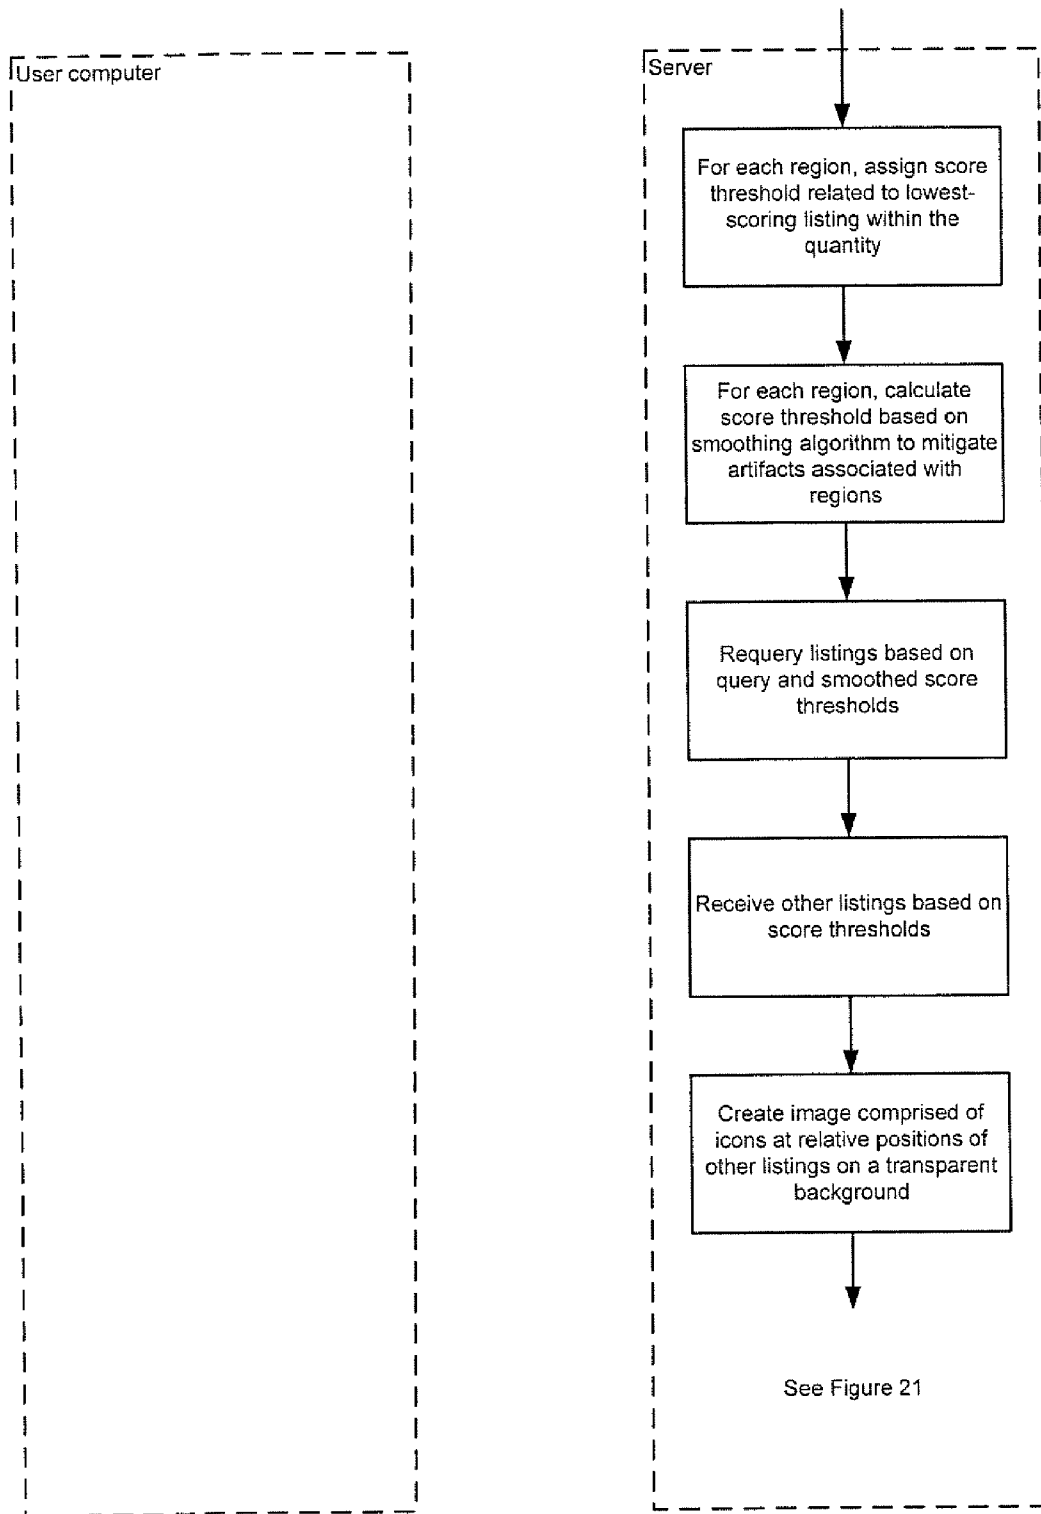 User computer
Server
For each region, assign score
threshold related to lowest-
scoring listing within the
quantity
For each region, calculate
score threshold based on
smoothing algorithm to mitigate
artifacts associated with
regions
Requery listings based on
query and smoothed score
thresholds
Receive other listings based on
score thresholds
Create image comprised of
icons at relative positions of
other listings on a transparent
background
See Figure 21